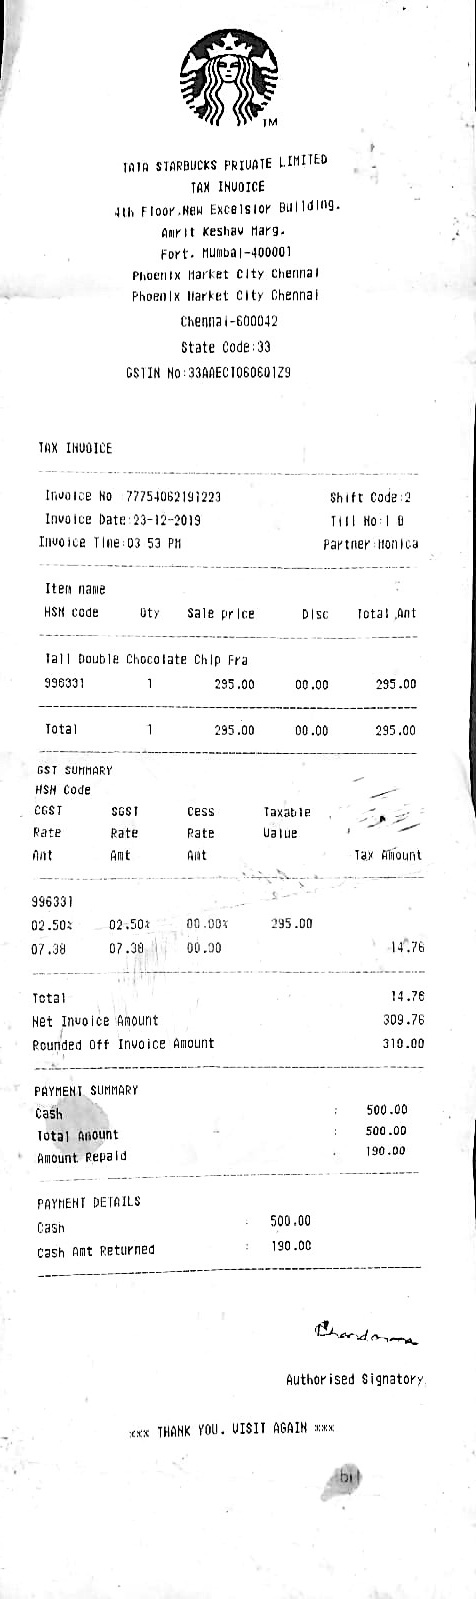 TM
TATA STARBUCKS PRIVATE LIMITED
TAX INVOICE
4th Floor,New Excelsior Building.
Amrit Keshav Marg.
Fort. Mumbai-400001
Phoenix Market City Chennai
Phoenix Market City Chennai
Chennai-600042
State Code:33
GSTIN No:33AAECT0606Q1Z9
TAX INVOICE
Invoice No 77754062191223 Shift Code:2
Invoice Date:23-12-2019 Till No:1 B
Invoice Time:03 53 PM Partner:Monica
Item name
HSN code Qty Sale price Disc Total Amt
Tall Double Chocolate Chip Fra
996331 1 295.00 00.00 295.00
Total 1 295.00 00.00 295.00
GST SUMMARY
HSN Code
CGST SGST Cess Taxable
Rate Rate Rate Value
Amt Amt Amt Tax Amount
996331
02.50% 02.50% 00.00% 295.00
07.38 07.38 00.00 14.76
Total 14.76
Net Invoice Amount 309.76
Rounded Off Invoice Amount 310.00
PAYMENT SUMMARY
Cash : 500.00
Total Amount : 500.00
Amount Repaid . 190.00
PAYMENT DETAILS
Cash : 500.00
Cash Amt Returned : 190.00
Authorised Signatory
*** THANK YOU. VISIT AGAIN ***